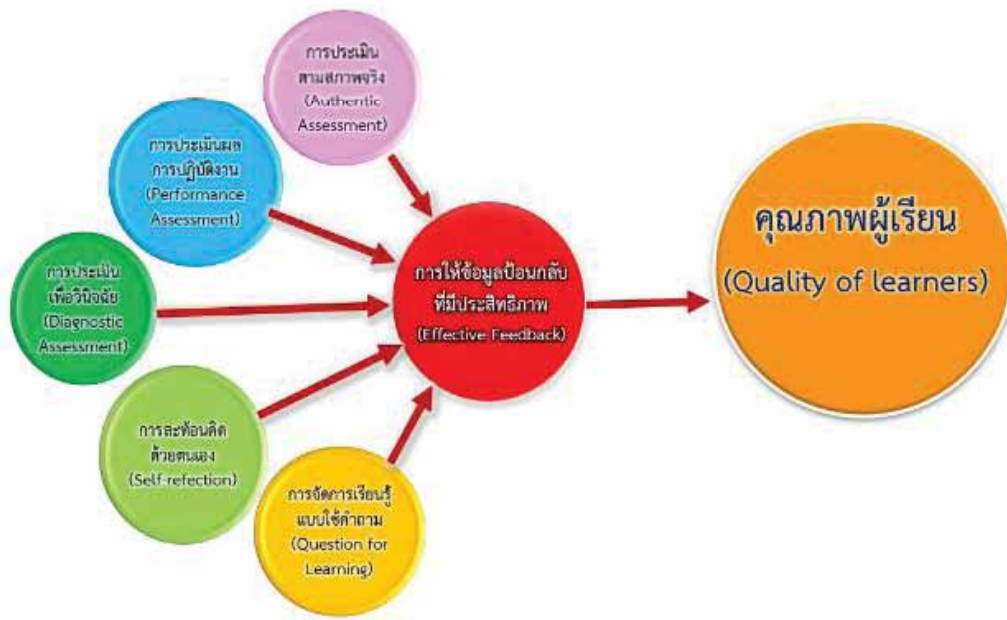 การประเมิน
ตามสภาพจริง
(Authentic
Assessment)
การประเมินผล
การปฏิบัติงาน
(Performance
Assessment)
การประเมิน
เพื่อวินิจฉัย
(Diagnostic
Assessment)
การสะท้อนคิด
ด้วยตนเอง
(Self-refection)
การจัดการเรียนรู้
แบบใช้คำถาม
(Question for
Learning)
การให้ข้อมูลป้อนกลับ
ที่มีประสิทธิภาพ
(Effective Feedback)
คุณภาพผู้เรียน
(Quality of learners)